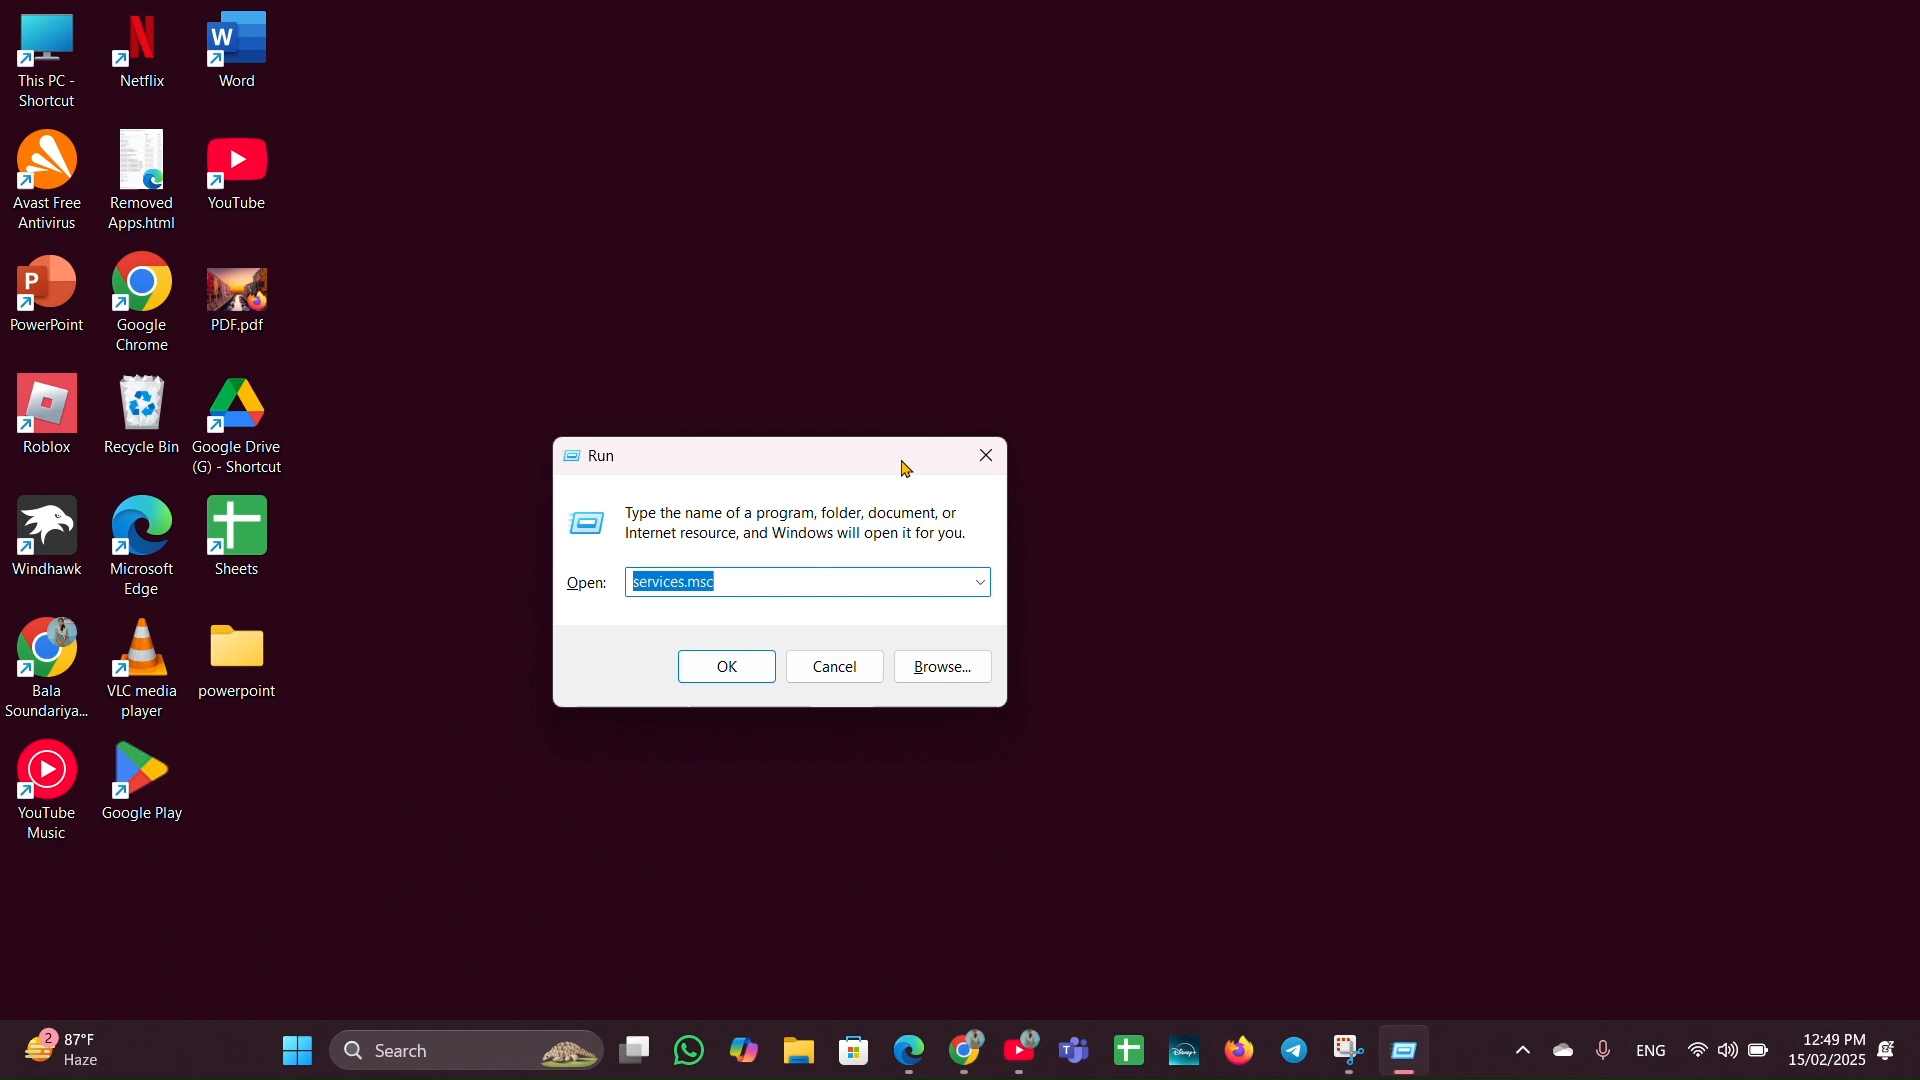 This PC -
Shortcut
Netflix
W
Word
Avast Free
Antivirus
Removed
Apps.html
YouTube
P
PowerPoint
Google
Chrome
PDF.pdf
Roblox
Recycle Bin
Google Drive
(G) - Shortcut
Windhawk
Microsoft
Edge
Sheets
Bala
Soundariya...
VLC media
player
powerpoint
YouTube
Music
Google Play
Run
Type the name of a program, folder, document, or
Internet resource, and Windows will open it for you.
Open:
services.msc
OK
Cancel
Browse...
2
87°F
Haze
Search
Disney+
ENG
12:49 PM
15/02/2025